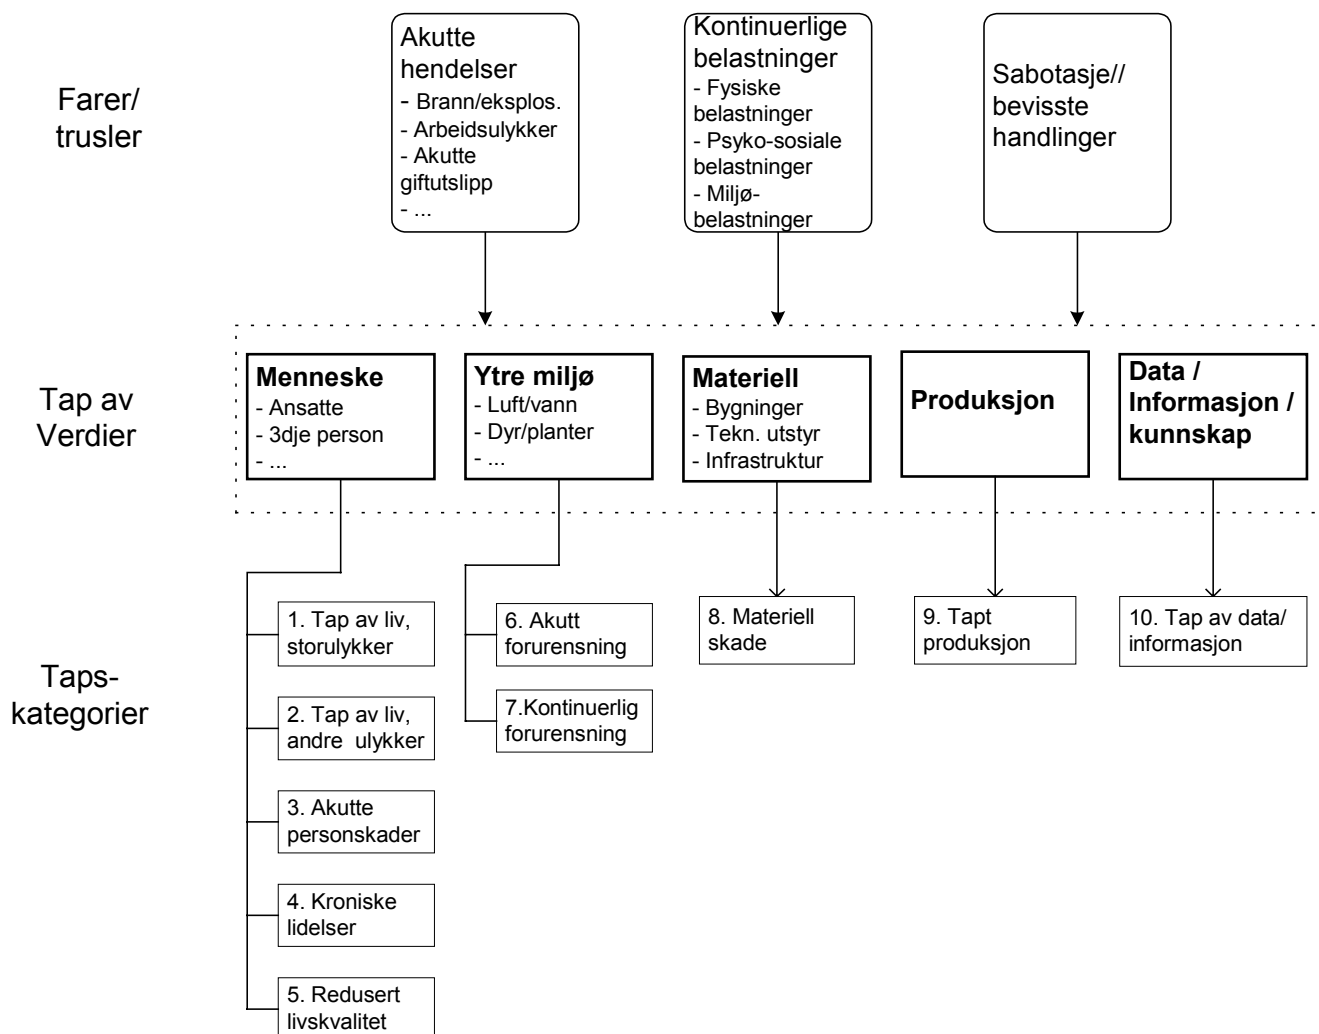 Farer/
trusler
Akutte
hendelser
- Brann/eksplos.
- Arbeidsulykker
- Akutte
giftutslipp
- ...
Kontinuerlige
belastninger
- Fysiske
belastninger
- Psyko-sosiale
belastninger
- Miljø-
belastninger
Sabotasje//
bevisste
handlinger
Tap av
Verdier
Menneske
- Ansatte
- 3dje person
- ...
Ytre miljø
- Luft/vann
- Dyr/planter
- ...
Materiell
- Bygninger
- Tekn. utstyr
- Infrastruktur
Produksjon
Data /
Informasjon /
kunnskap
Taps-
kategorier
1. Tap av liv,
storulykker
2. Tap av liv,
andre  ulykker
3. Akutte
personskader
4. Kroniske
lidelser
5. Redusert
livskvalitet
6. Akutt
forurensning
7.Kontinuerlig
forurensning
8. Materiell
skade
9. Tapt
produksjon
10. Tap av data/
informasjon